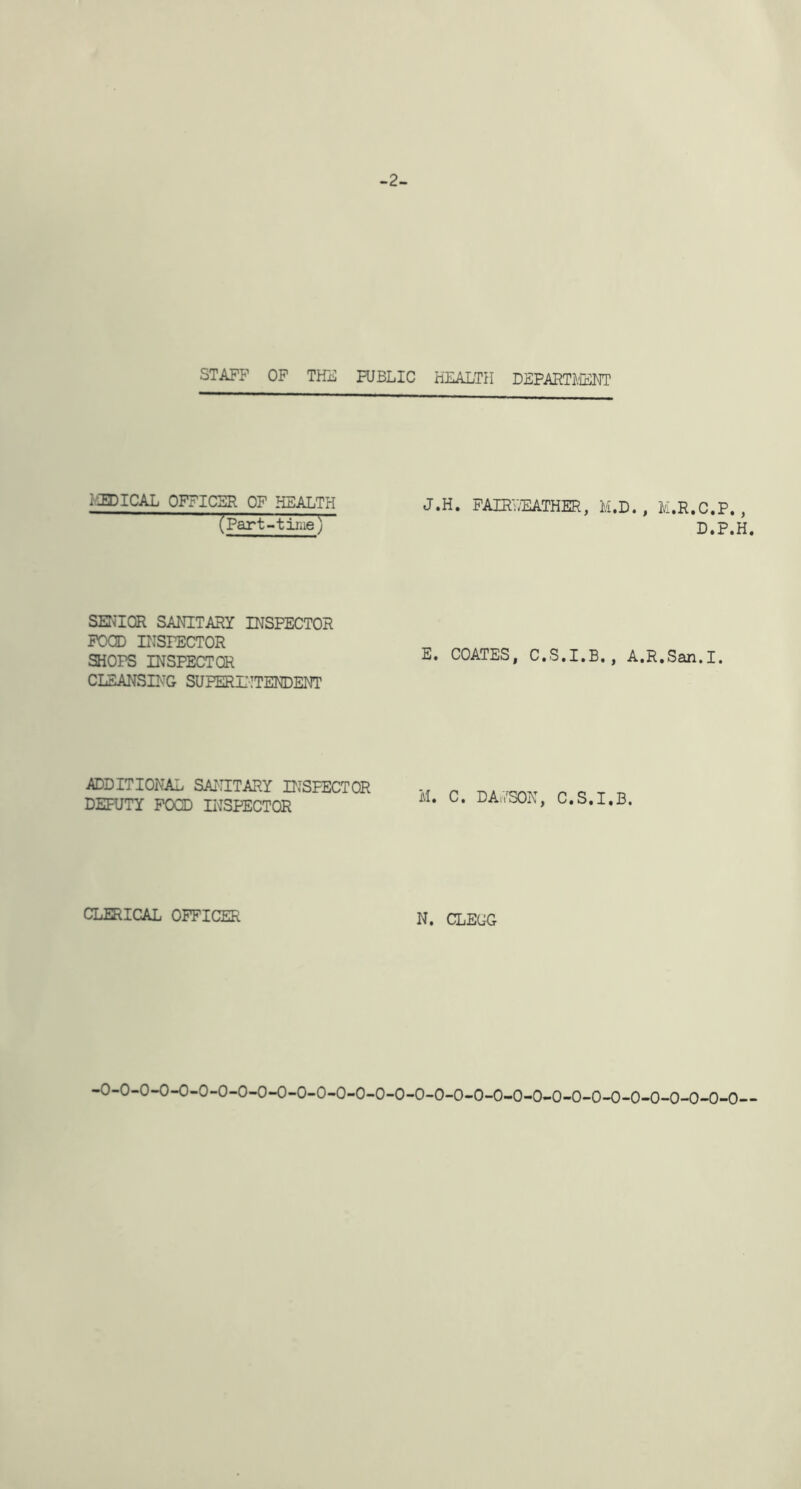 -2-
STAFF OF THE PUBLIC HEALTH DEPARTMENT
MEDICAL OFFICER OF HEALTH
(Part-time)
J.H. FAIRWEATHER, M.D., M.R.C.P.,
D.P.H.
SENIOR SANITARY INSPECTOR
FOOD INSPECTOR
SHOPS INSPECTOR
CLEANSING SUPERINTENDENT
E. COATES, C.S.I.B., A.R.San.I.
ADDITIONAL SANITARY INSPECTOR
DEPUTY FOOD INSPECTOR
M. C. DAWSON, C.S.I.B.
CLERICAL OFFICER
N. CLEGG
-0-0-0-0-0-0-0-0-0-0-0-0-0-0-0-0-0-0-0-0-0-0-0-0-0-0-0-0-0-0-0-0-0--